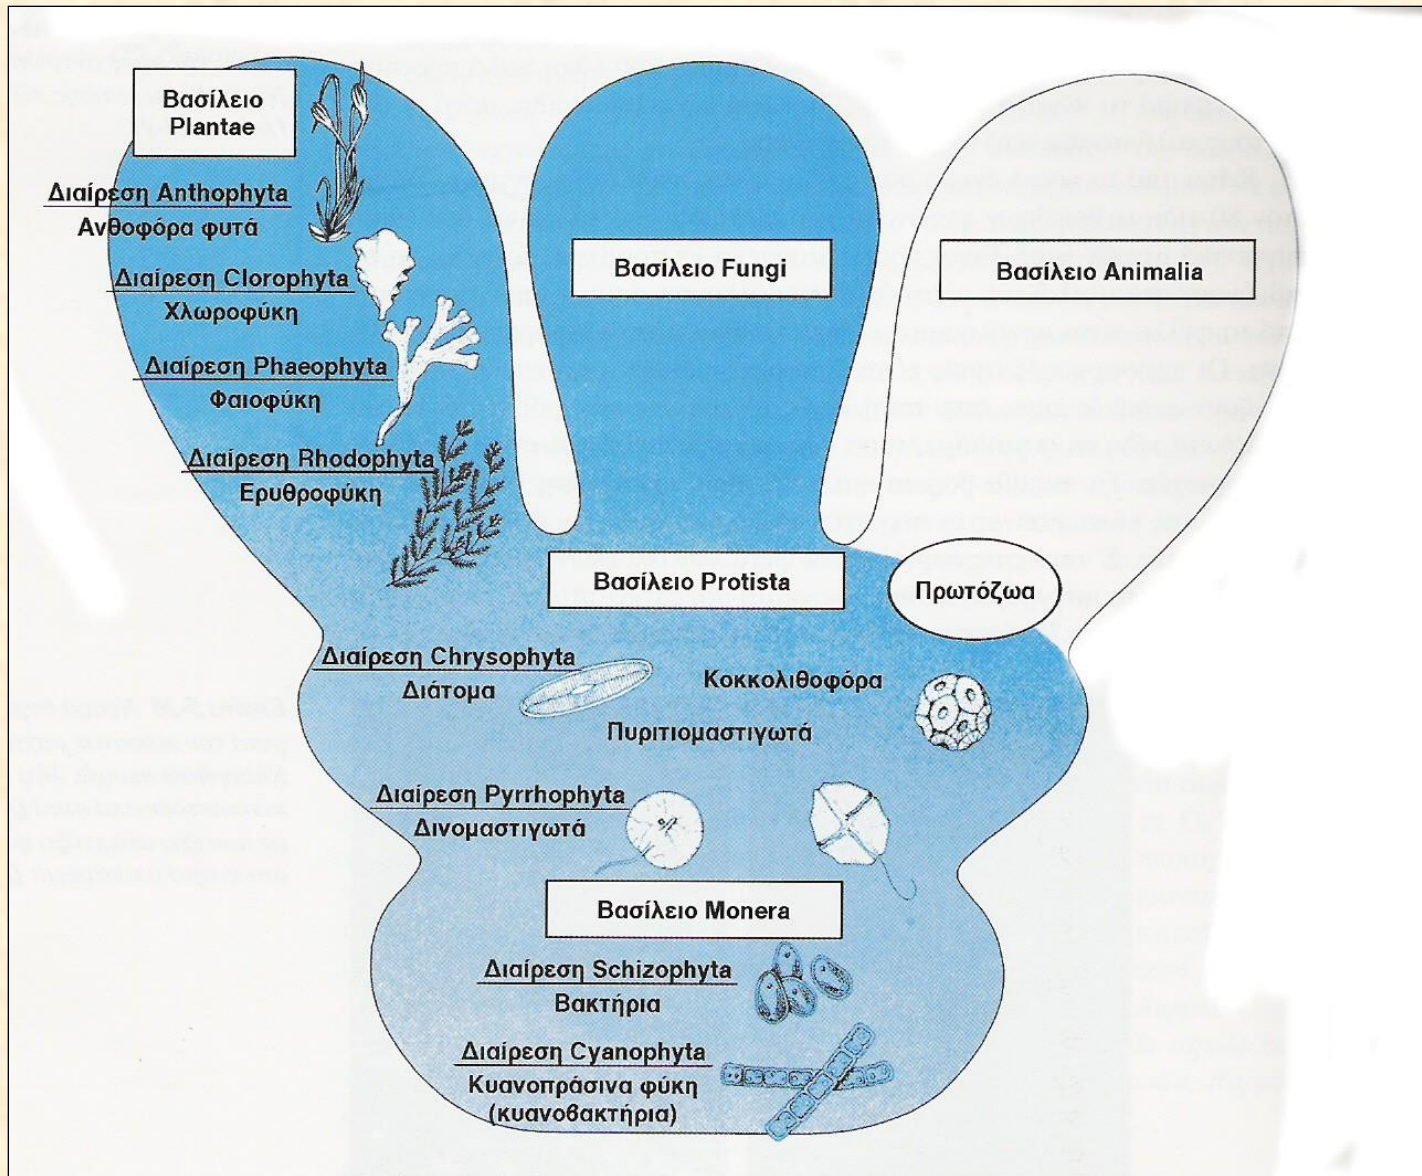 Βασίλειο
Plantae
Διαίρεση Anthophyta
Ανθοφόρα φυτά
Διαίρεση Clorophyta
Χλωροφύκη
Διαίρεση Phaeophyta
Φαιοφύκη
Διαίρεση Rhodophyta
Ερυθροφύκη
Βασίλειο Fungi
Βασίλειο Animalia
Βασίλειο Protista
Πρωτόζωα
Διαίρεση Chrysophyta
Διάτομα
Κοκκολιθοφόρα
Πυριτιομαστιγωτά
Διαίρεση Pyrrhophyta
Δινομαστιγωτά
Βασίλειο Monera
Διαίρεση Schizophyta
Βακτήρια
Διαίρεση Cyanophyta
Κυανοπράσινα φύκη
(κυανοβακτήρια)